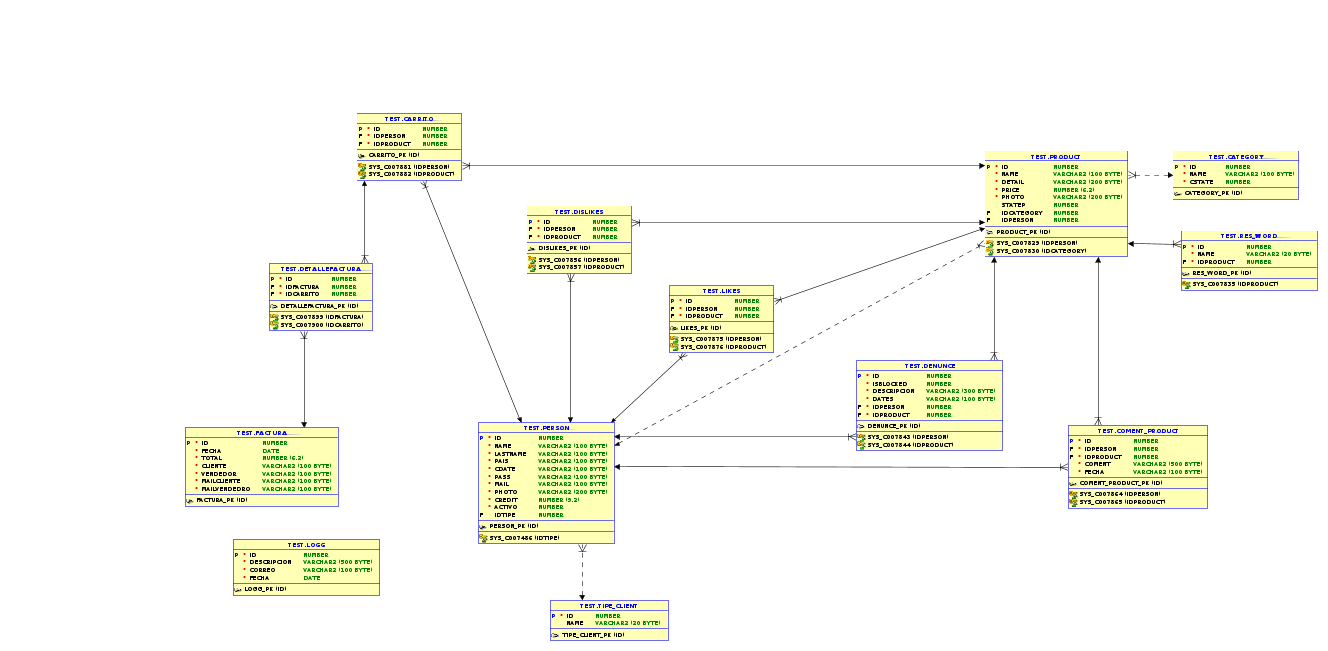 TEST.CARRITO
P * ID NUMBER
F * IDPERSON NUMBER
F * IDPRODUCT NUMBER
CARRITO_PK (ID)
SYS_C007881 (IDPERSON)
SYS_C007882 (IDPRODUCT)
TEST.PRODUCT
P * ID NUMBER
* NAME VARCHAR2 (100 BYTE)
* DETAIL VARCHAR2 (200 BYTE)
* PRICE NUMBER (6,2)
* PHOTO VARCHAR2 (200 BYTE)
STATEP NUMBER
F IDCATEGORY NUMBER
F IDPERSON NUMBER
PRODUCT_PK (ID)
SYS_C007829 (IDPERSON)
SYS_C007830 (IDCATEGORY)
TEST.CATEGORY
P * ID NUMBER
* NAME VARCHAR2 (100 BYTE)
* CSTATE NUMBER
CATEGORY_PK (ID)
TEST.DISLIKES
P * ID NUMBER
F * IDPERSON NUMBER
F * IDPRODUCT NUMBER
DISLIKES_PK (ID)
SYS_C007856 (IDPERSON)
SYS_C007857 (IDPRODUCT)
TEST.RES_WORD
P * ID NUMBER
* NAME VARCHAR2 (20 BYTE)
F * IDPRODUCT NUMBER
RES_WORD_PK (ID)
SYS_C007835 (IDPRODUCT)
TEST.DETALLEFACTURA
P * ID NUMBER
F * IDFACTURA NUMBER
F * IDCARRITO NUMBER
DETALLEFACTURA_PK (ID)
SYS_C007899 (IDFACTURA)
SYS_C007900 (IDCARRITO)
TEST.LIKES
P * ID NUMBER
F * IDPERSON NUMBER
F * IDPRODUCT NUMBER
LIKES_PK (ID)
SYS_C007875 (IDPERSON)
SYS_C007876 (IDPRODUCT)
TEST.DENUNCE
P * ID NUMBER
* ISBLOCKED NUMBER
* DESCRIPCION VARCHAR2 (300 BYTE)
* DATES VARCHAR2 (100 BYTE)
F * IDPERSON NUMBER
F * IDPRODUCT NUMBER
DENUNCE_PK (ID)
SYS_C007843 (IDPERSON)
SYS_C007844 (IDPRODUCT)
TEST.PERSON
P * ID NUMBER
* NAME VARCHAR2 (100 BYTE)
* LASTNAME VARCHAR2 (100 BYTE)
* PAIS VARCHAR2 (100 BYTE)
* CDATE VARCHAR2 (100 BYTE)
* PASS VARCHAR2 (100 BYTE)
* MAIL VARCHAR2 (100 BYTE)
* PHOTO VARCHAR2 (200 BYTE)
* CREDIT NUMBER (9,2)
* ACTIVO NUMBER
F IDTIPE NUMBER
PERSON_PK (ID)
SYS_C007486 (IDTIPE)
TEST.COMENT_PRODUCT
P * ID NUMBER
F * IDPERSON NUMBER
F * IDPRODUCT NUMBER
* COMENT VARCHAR2 (500 BYTE)
* FECHA VARCHAR2 (100 BYTE)
COMENT_PRODUCT_PK (ID)
SYS_C007864 (IDPERSON)
SYS_C007865 (IDPRODUCT)
TEST.FACTURA
P * ID NUMBER
* FECHA DATE
* TOTAL NUMBER (6,2)
* CLIENTE VARCHAR2 (100 BYTE)
* VENDEDOR VARCHAR2 (100 BYTE)
* MAILCLIENTE VARCHAR2 (100 BYTE)
* MAILVENDEDRO VARCHAR2 (100 BYTE)
FACTURA_PK (ID)
TEST.LOGG
P * ID NUMBER
* DESCRIPCION VARCHAR2 (500 BYTE)
* CORREO VARCHAR2 (100 BYTE)
* FECHA DATE
LOGG_PK (ID)
TEST.TIPE_CLIENT
P * ID NUMBER
NAME VARCHAR2 (20 BYTE)
TIPE_CLIENT_PK (ID)